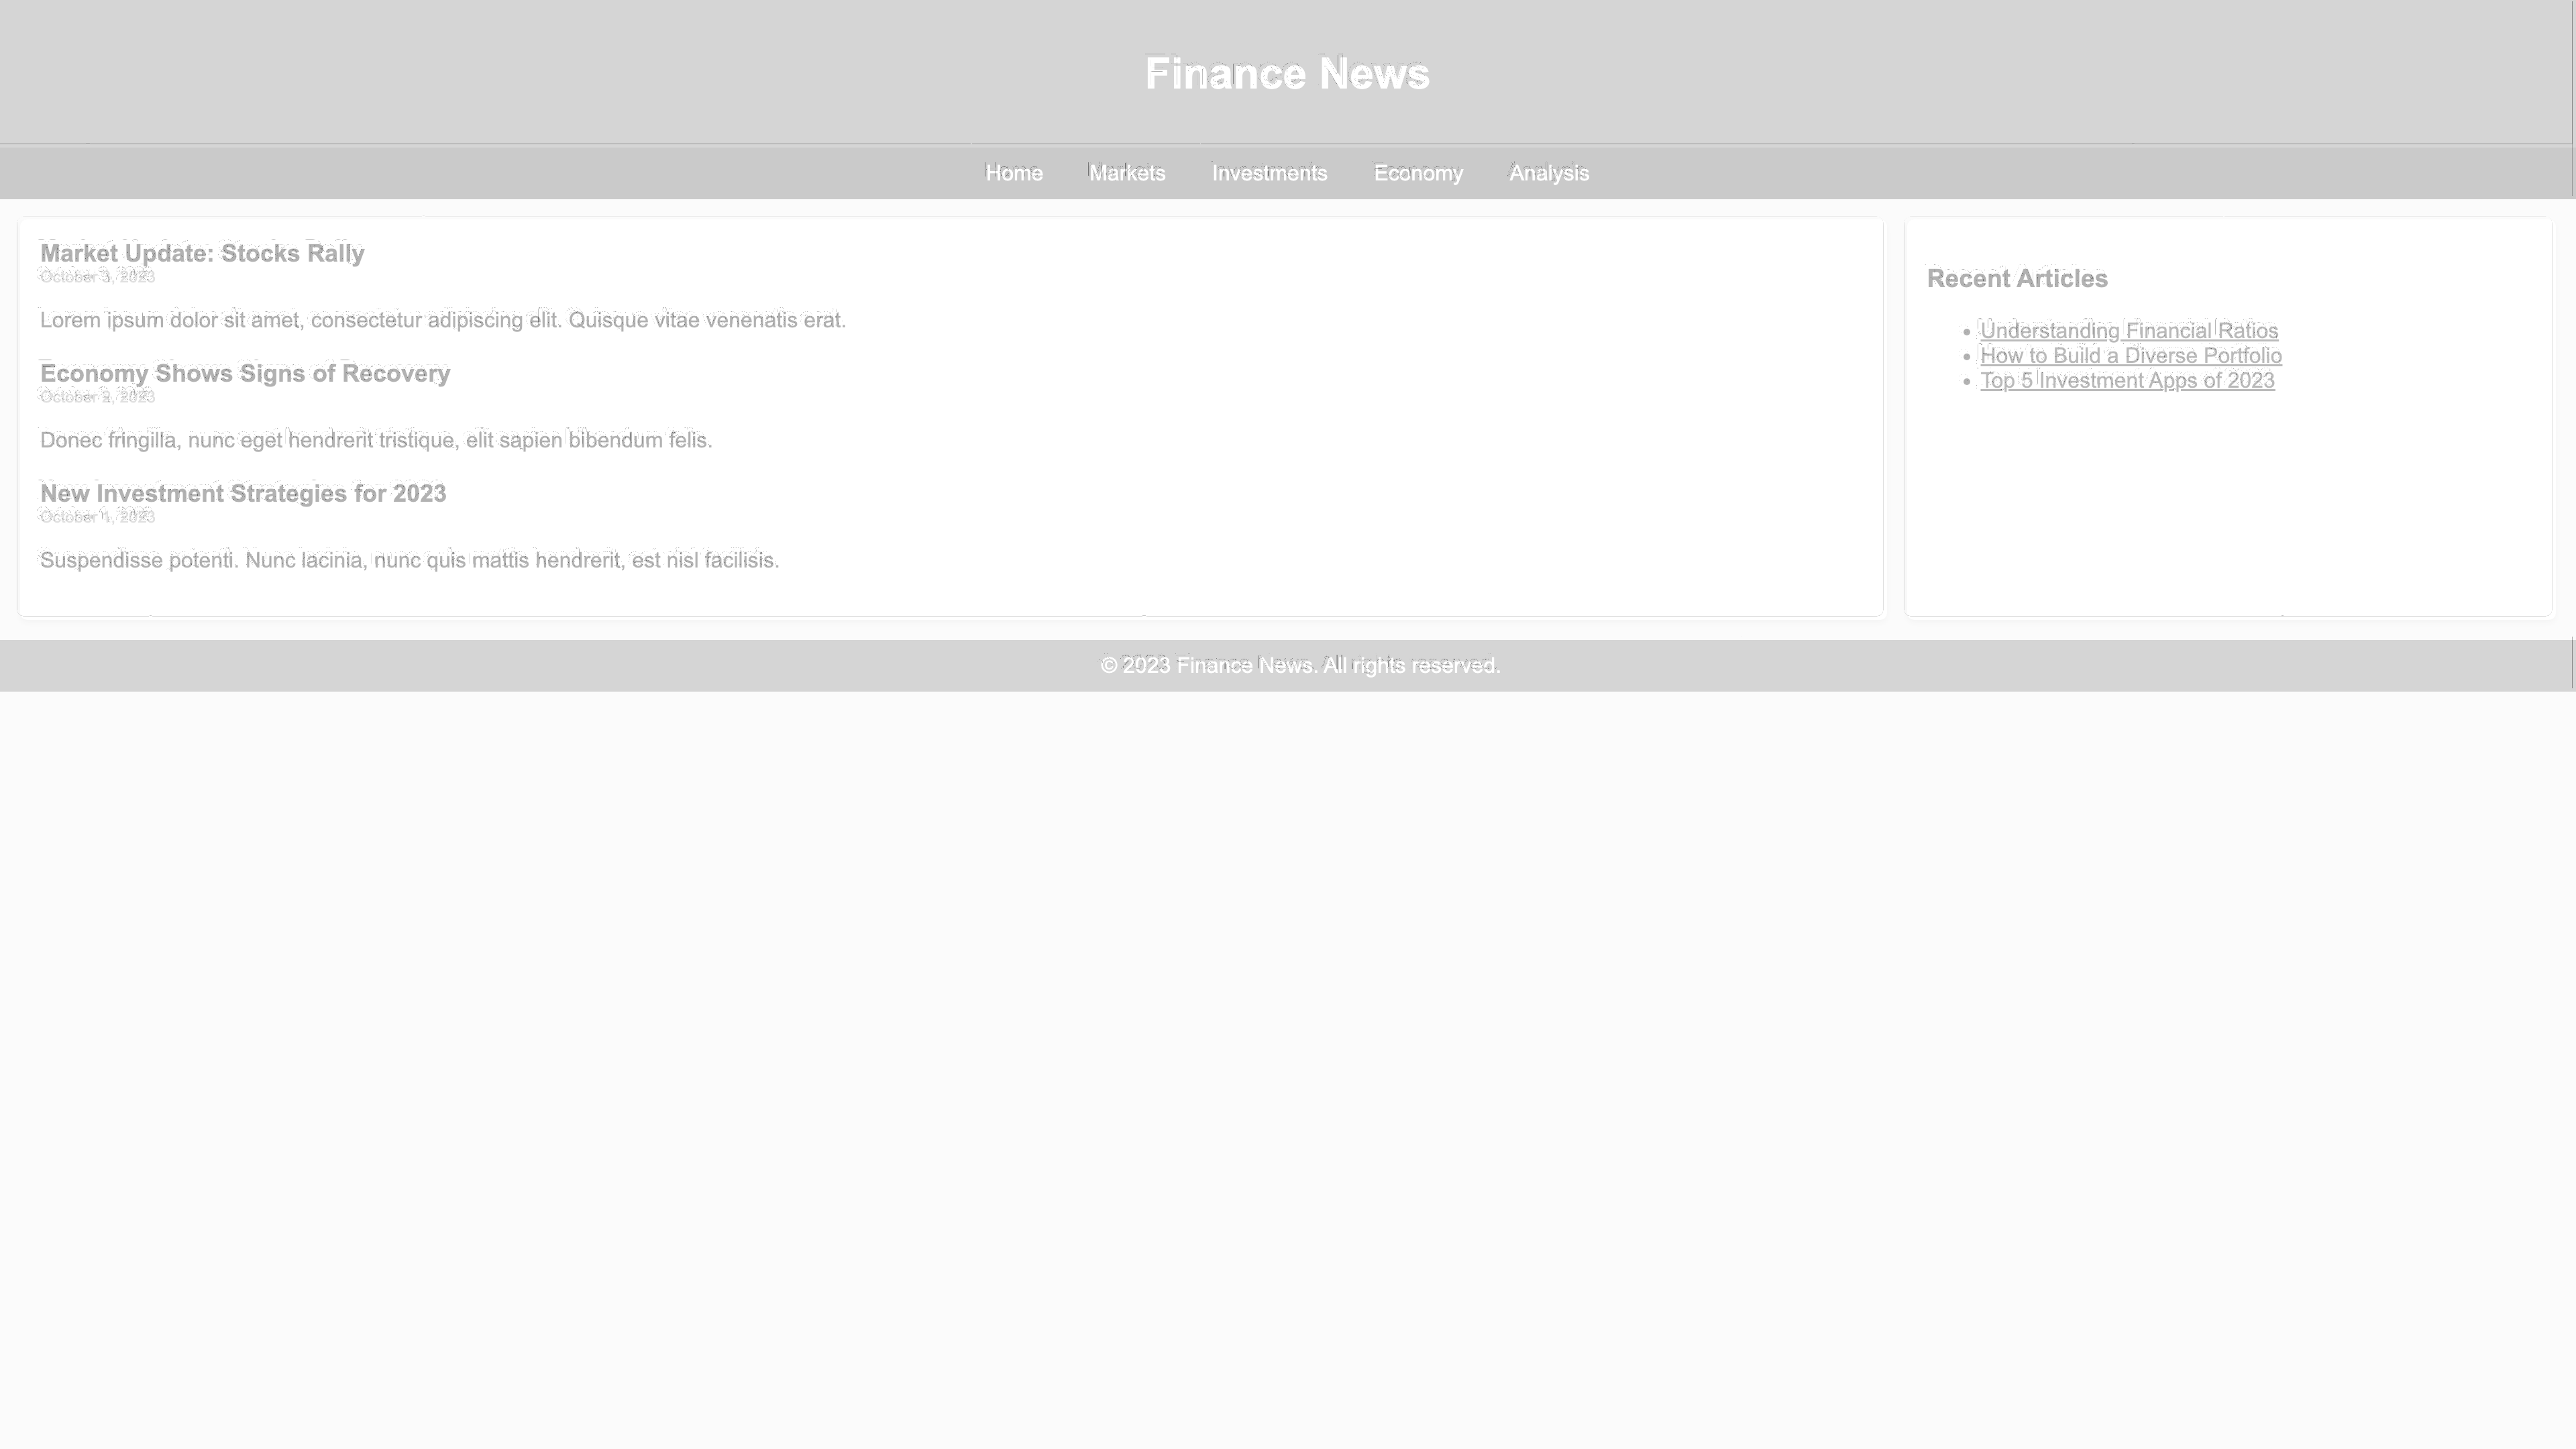 Finance News
Home Markets Investments Economy Analysis
Market Update: Stocks Rally
October 3, 2023
Lorem ipsum dolor sit amet, consectetur adipiscing elit. Quisque vitae venenatis erat.
Economy Shows Signs of Recovery
October 2, 2023
Donec fringilla, nunc eget hendrerit tristique, elit sapien bibendum felis.
New Investment Strategies for 2023
October 1, 2023
Suspendisse potenti. Nunc lacinia, nunc quis mattis hendrerit, est nisl facilisis.
Recent Articles
• Understanding Financial Ratios
• How to Build a Diverse Portfolio
• Top 5 Investment Apps of 2023
© 2023 Finance News. All rights reserved.